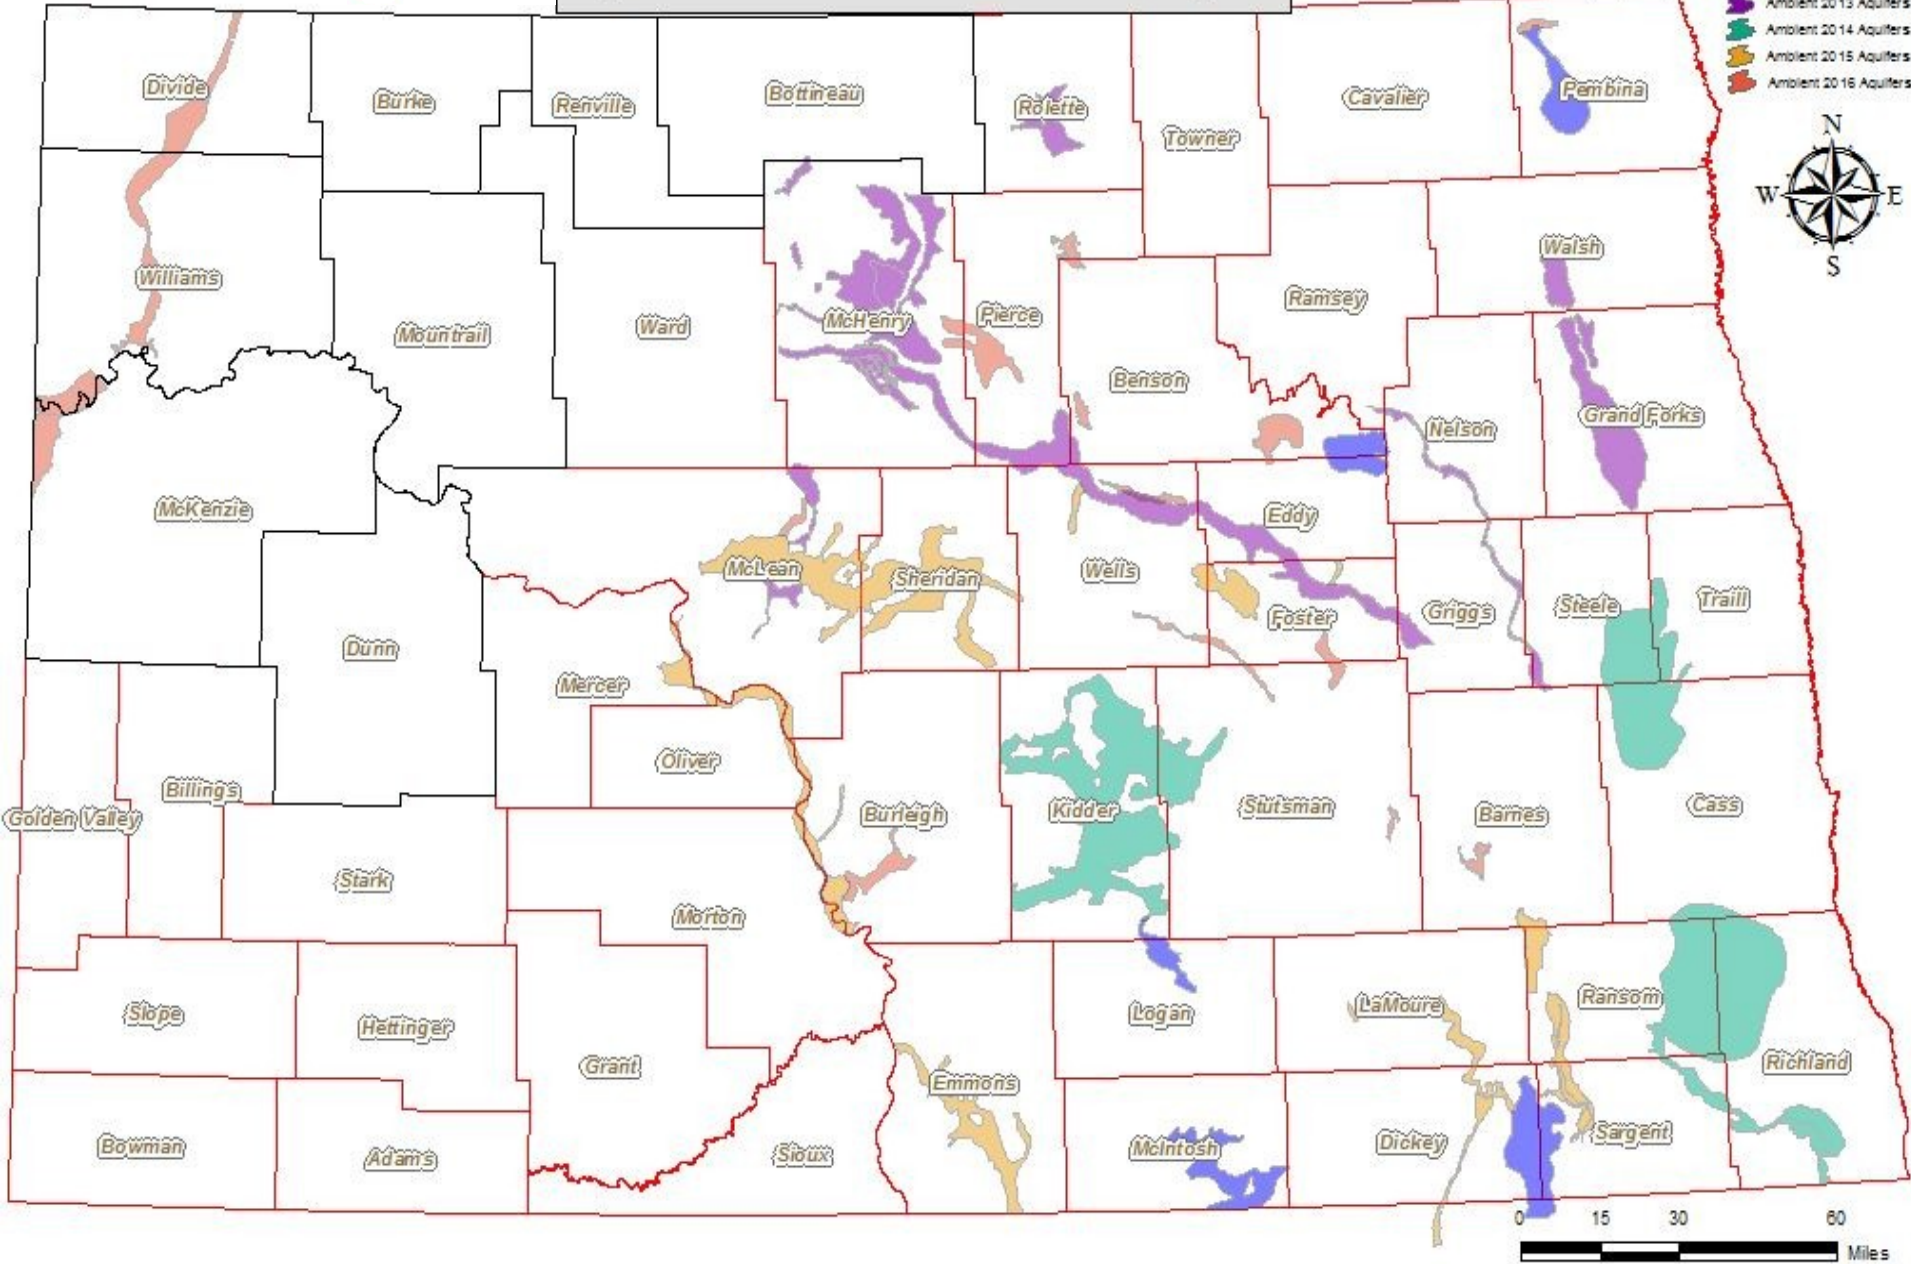 Ambient 2013 Aquifers
Ambient 2014 Aquifers
Ambient 2015 Aquifers
Ambient 2016 Aquifers
N
W E
S
Divide
Burke
Renville
Bottineau
Rolette
Towner
Cavalier
Pembina
Williams
Mountrail
Ward
McHenry
Pierce
Benson
Ramsey
Walsh
Nelson
Grand Forks
McKenzie
Dunn
McLean
Sheridan
Wells
Eddy
Foster
Griggs
Steele
Traill
Mercer
Oliver
Golden Valley
Billings
Stark
Morton
Burleigh
Kidder
Stutsman
Barnes
Cass
Slope
Hettinger
Grant
Emmons
Logan
LaMoure
Ransom
Richland
Bowman
Adams
Sioux
McIntosh
Dickey
Sargent
0 15 30 60
Miles